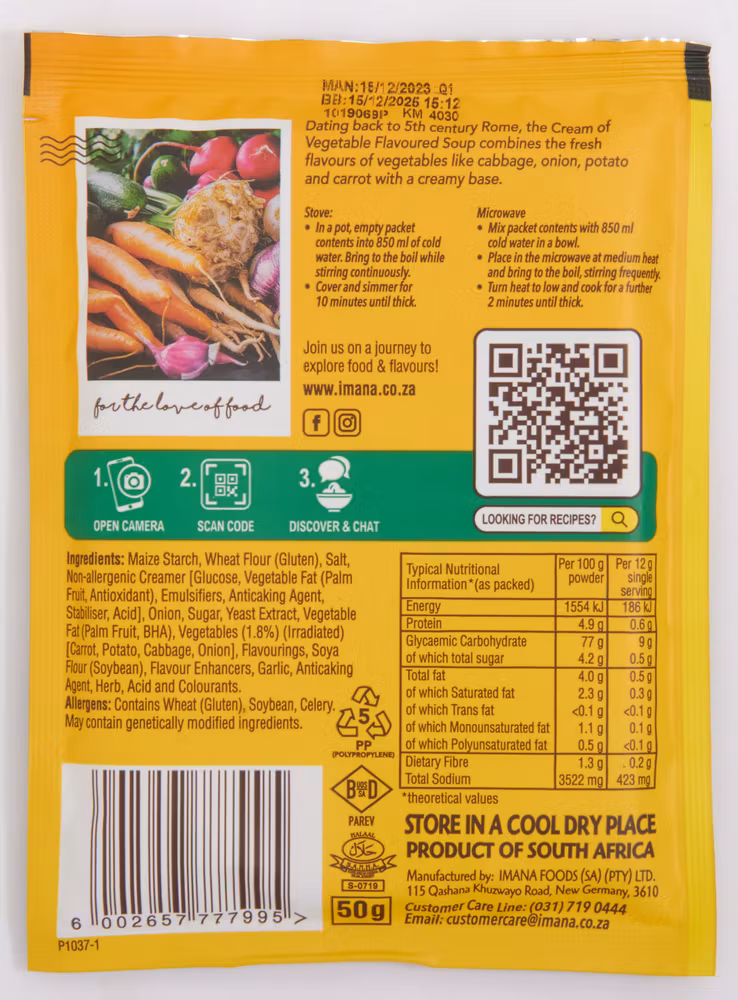 MAN:15/12/2023 Q1
BB:15/12/2025 15:12
1019069P KM 4030
Dating back to 5th century Rome, the Cream of
Vegetable Flavoured Soup combines the fresh
flavours of vegetables like cabbage, onion, potato
and carrot with a creamy base.
for the love of food
Stove:
• In a pot, empty packet
contents into 850 ml of cold
water. Bring to the boil while
stirring continuously.
• Cover and simmer for
10 minutes until thick.
Microwave
• Mix packet contents with 850 ml
cold water in a bowl.
• Place in the microwave at medium heat
and bring to the boil, stirring frequently.
• Turn heat to low and cook for a further
2 minutes until thick.
Join us on a journey to
explore food & flavours!
www.imana.co.za
1.
OPEN CAMERA
2.
SCAN CODE
3.
DISCOVER & CHAT
LOOKING FOR RECIPES?
Ingredients: Maize Starch, Wheat Flour (Gluten), Salt,
Non-allergenic Creamer [Glucose, Vegetable Fat (Palm
Fruit, Antioxidant), Emulsifiers, Anticaking Agent,
Stabiliser, Acid], Onion, Sugar, Yeast Extract, Vegetable
Fat (Palm Fruit, BHA), Vegetables (1.8%) (Irradiated)
[Carrot, Potato, Cabbage, Onion], Flavourings, Soya
Flour (Soybean), Flavour Enhancers, Garlic, Anticaking
Agent, Herb, Acid and Colourants.
Allergens: Contains Wheat (Gluten), Soybean, Celery.
May contain genetically modified ingredients.
Typical Nutritional Information*(as packed) Per 100 g powder Per 12 g single serving
Energy 1554 kJ 186 kJ
Protein 4.9 g 0.6 g
Glycaemic Carbohydrate 77 g 9 g
of which total sugar 4.2 g 0.5 g
Total fat 4.0 g 0.5 g
of which Saturated fat 2.3 g 0.3 g
of which Trans fat <0.1 g <0.1 g
of which Monounsaturated fat 1.1 g 0.1 g
of which Polyunsaturated fat 0.5 g <0.1 g
Dietary Fibre 1.3 g 0.2 g
Total Sodium 3522 mg 423 mg
*theoretical values
5
PP
(POLYPROPYLENE)
B UOS SA D
PAREV
HALAAL
حلال
SANHA
S-0719
50g
STORE IN A COOL DRY PLACE
PRODUCT OF SOUTH AFRICA
Manufactured by: IMANA FOODS (SA) (PTY) LTD.
115 Qashana Khuzwayo Road, New Germany, 3610
Customer Care Line: (031) 719 0444
Email: customercare@imana.co.za
6 002657 777995 >
P1037-1